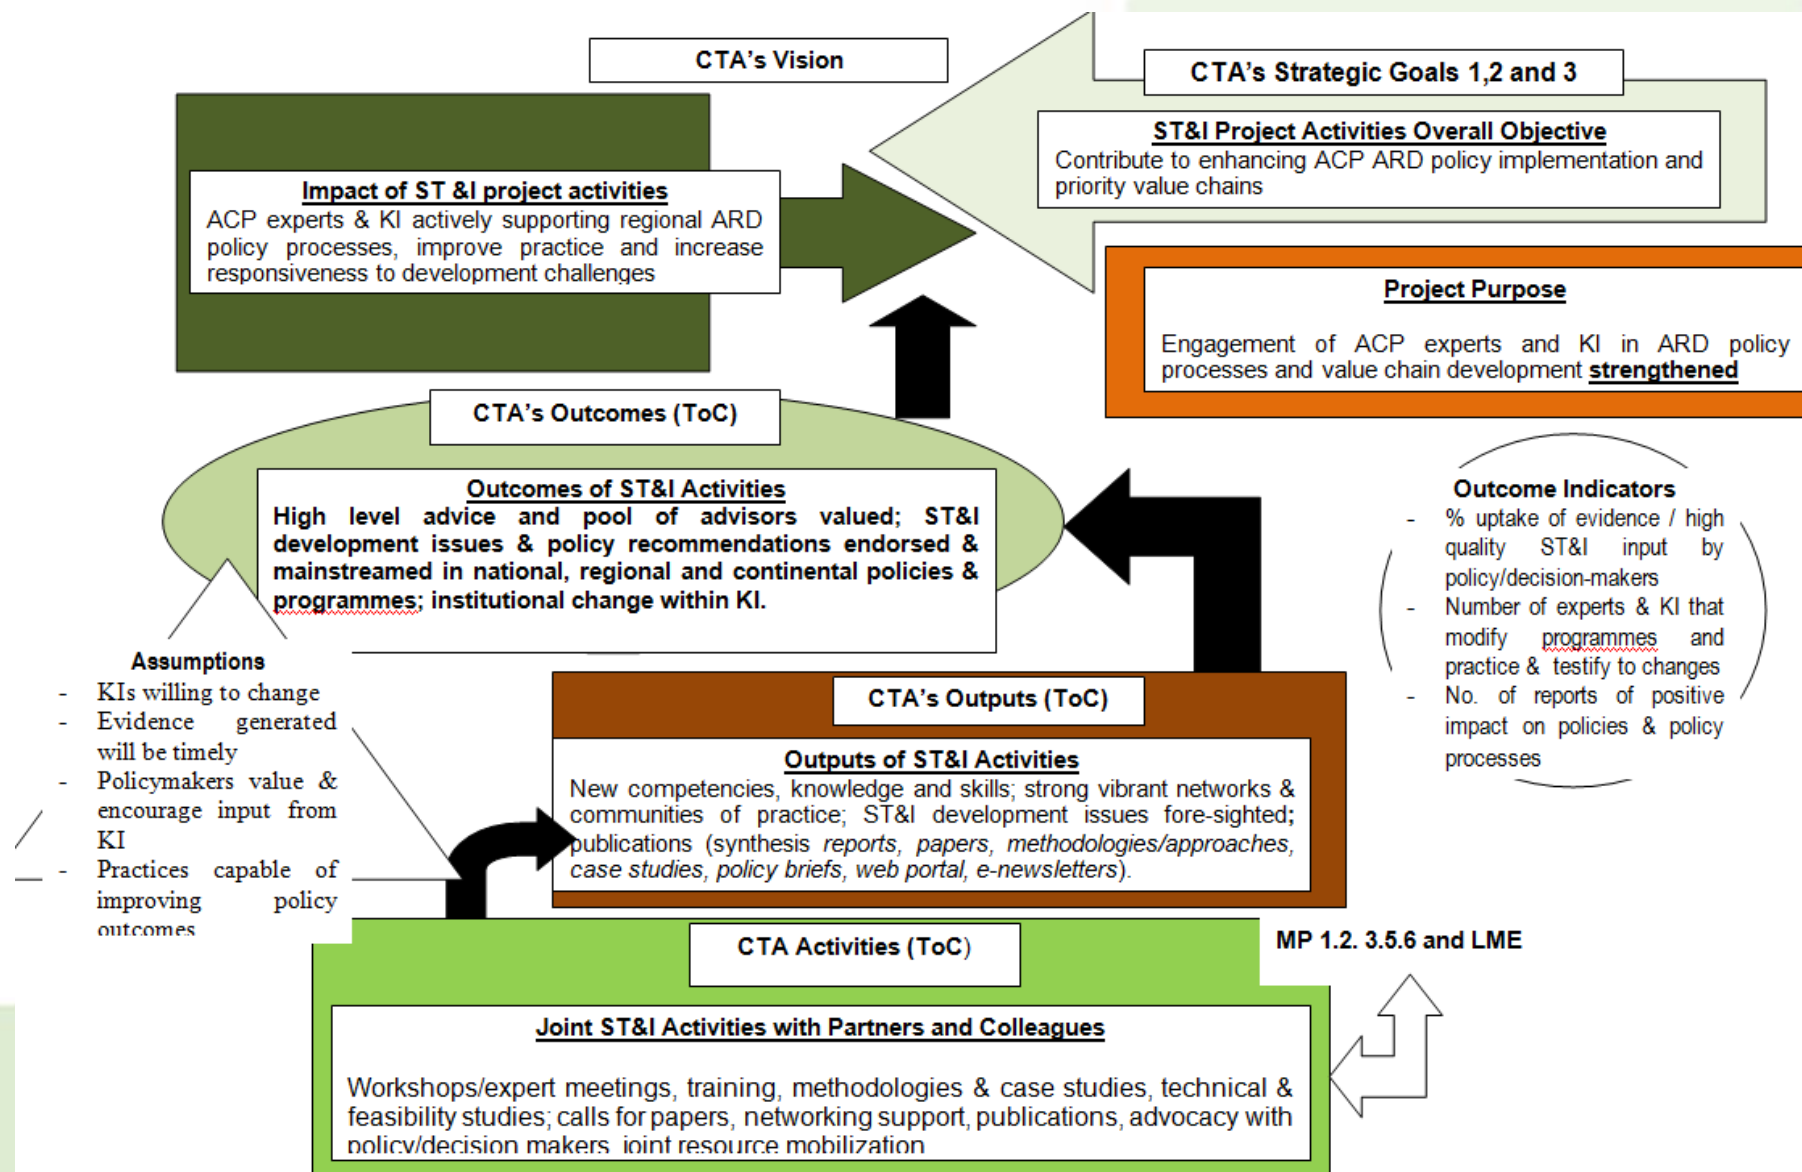 CTA's Vision
CTA's Strategic Goals 1,2 and 3
ST&I Project Activities Overall Objective
Contribute to enhancing ACP ARD policy implementation and
priority value chains
Impact of ST &I project activities
ACP experts & KI actively supporting regional ARD
policy processes, improve practice and increase
responsiveness to development challenges
Project Purpose
Engagement of ACP experts and KI in ARD policy
processes and value chain development strengthened
CTA's Outcomes (ToC)
Outcomes of ST&I Activities
High level advice and pool of advisors valued; ST&I
development issues & policy recommendations endorsed &
mainstreamed in national, regional and continental policies &
programmes; institutional change within KI.
Outcome Indicators
- % uptake of evidence / high
quality ST&I input by
policy/decision-makers
- Number of experts & KI that
modify programmes and
practice & testify to changes
- No. of reports of positive
impact on policies & policy
processes
Assumptions
- KIs willing to change
- Evidence generated
will be timely
- Policymakers value &
encourage input from
KI
- Practices capable of
improving policy
outcomes
CTA's Outputs (ToC)
Outputs of ST&I Activities
New competencies, knowledge and skills; strong vibrant networks &
communities of practice; ST&I development issues fore-sighted;
publications (synthesis reports, papers, methodologies/approaches,
case studies, policy briefs, web portal, e-newsletters).
CTA Activities (ToC)
MP 1.2. 3.5.6 and LME
Joint ST&I Activities with Partners and Colleagues
Workshops/expert meetings, training, methodologies & case studies, technical &
feasibility studies; calls for papers, networking support, publications, advocacy with
policy/decision makers joint resource mobilization